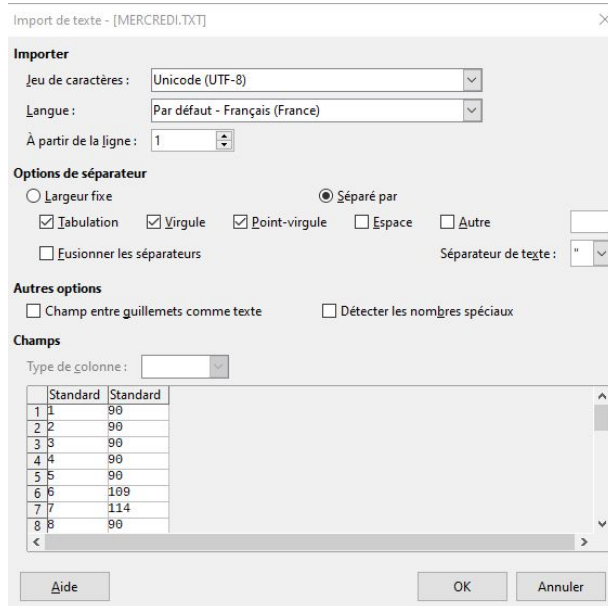 Import de texte - [MERCREDI.TXT]
Importer
Jeu de caractères : Unicode (UTF-8)
Langue : Par défaut - Français (France)
À partir de la ligne : 1
Options de séparateur
Largeur fixe Séparé par
Tabulation Virgule Point-virgule Espace Autre
Fusionner les séparateurs Séparateur de texte : "
Autres options
Champ entre guillemets comme texte Détecter les nombres spéciaux
Champs
Type de colonne :
Standard Standard
1 1 90
2 2 90
3 3 90
4 4 90
5 5 90
6 6 109
7 7 114
8 8 90
Aide OK Annuler